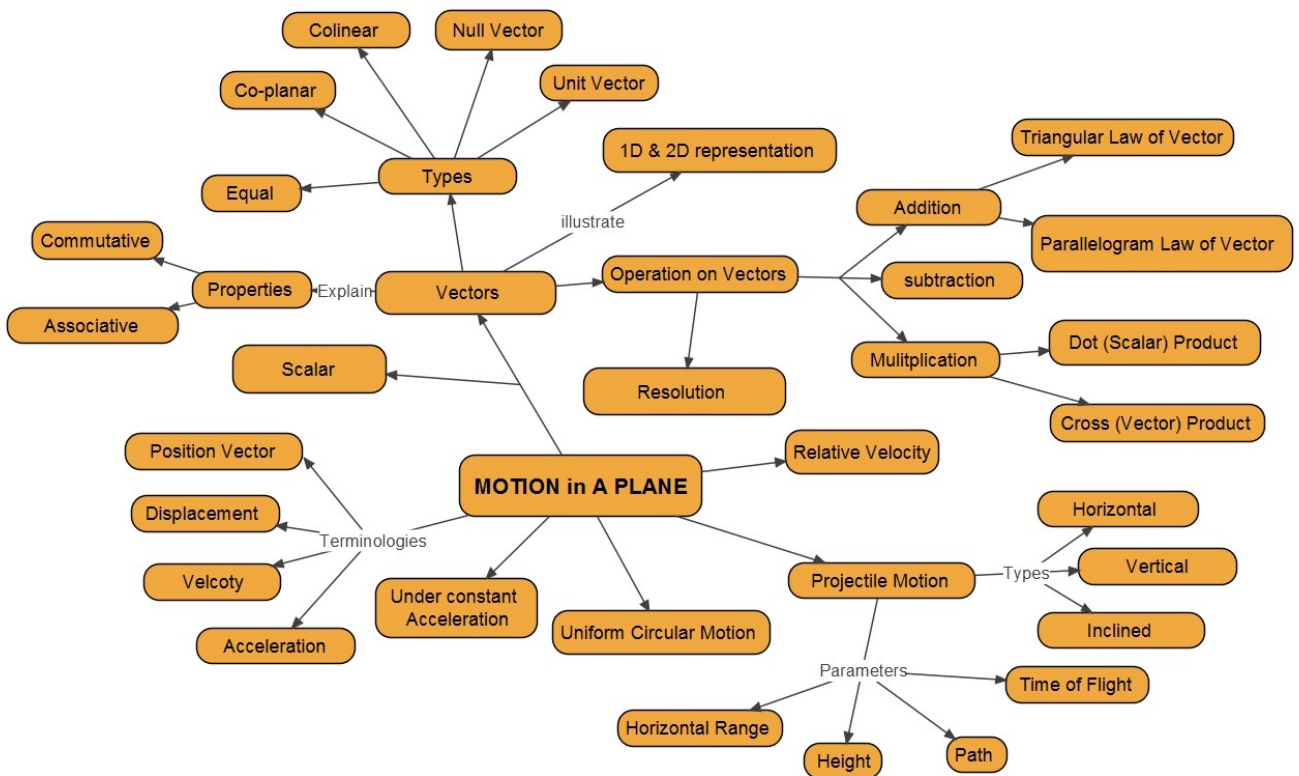 Colinear
Null Vector
Co-planar
Unit Vector
Triangular Law of Vector
1D & 2D representation
Types
Equal
Addition
illustrate
Commutative
Parallelogram Law of Vector
Operation on Vectors
subtraction
Properties
Explain
Vectors
Associative
Dot (Scalar) Product
Mulitplication
Scalar
Resolution
Cross (Vector) Product
Position Vector
Relative Velocity
MOTION in A PLANE
Displacement
Horizontal
Terminologies
Velcoty
Projectile Motion
Types
Vertical
Under constant
Acceleration
Uniform Circular Motion
Inclined
Acceleration
Parameters
Time of Flight
Horizontal Range
Height
Path